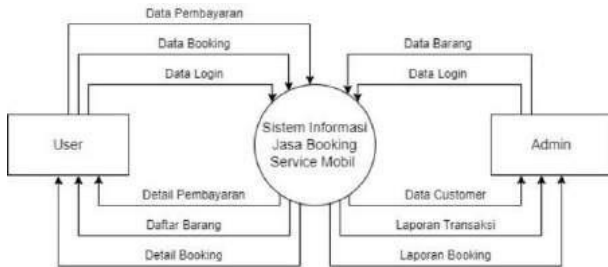 Data Pembayaran
Data Booking
Data Barang
Data Login
Data Login
User
Sistem Informasi
Jasa Booking
Service Mobil
Admin
Detail Pembayaran
Data Customer
Daftar Barang
Laporan Transaksi
Detail Booking
Laporan Booking